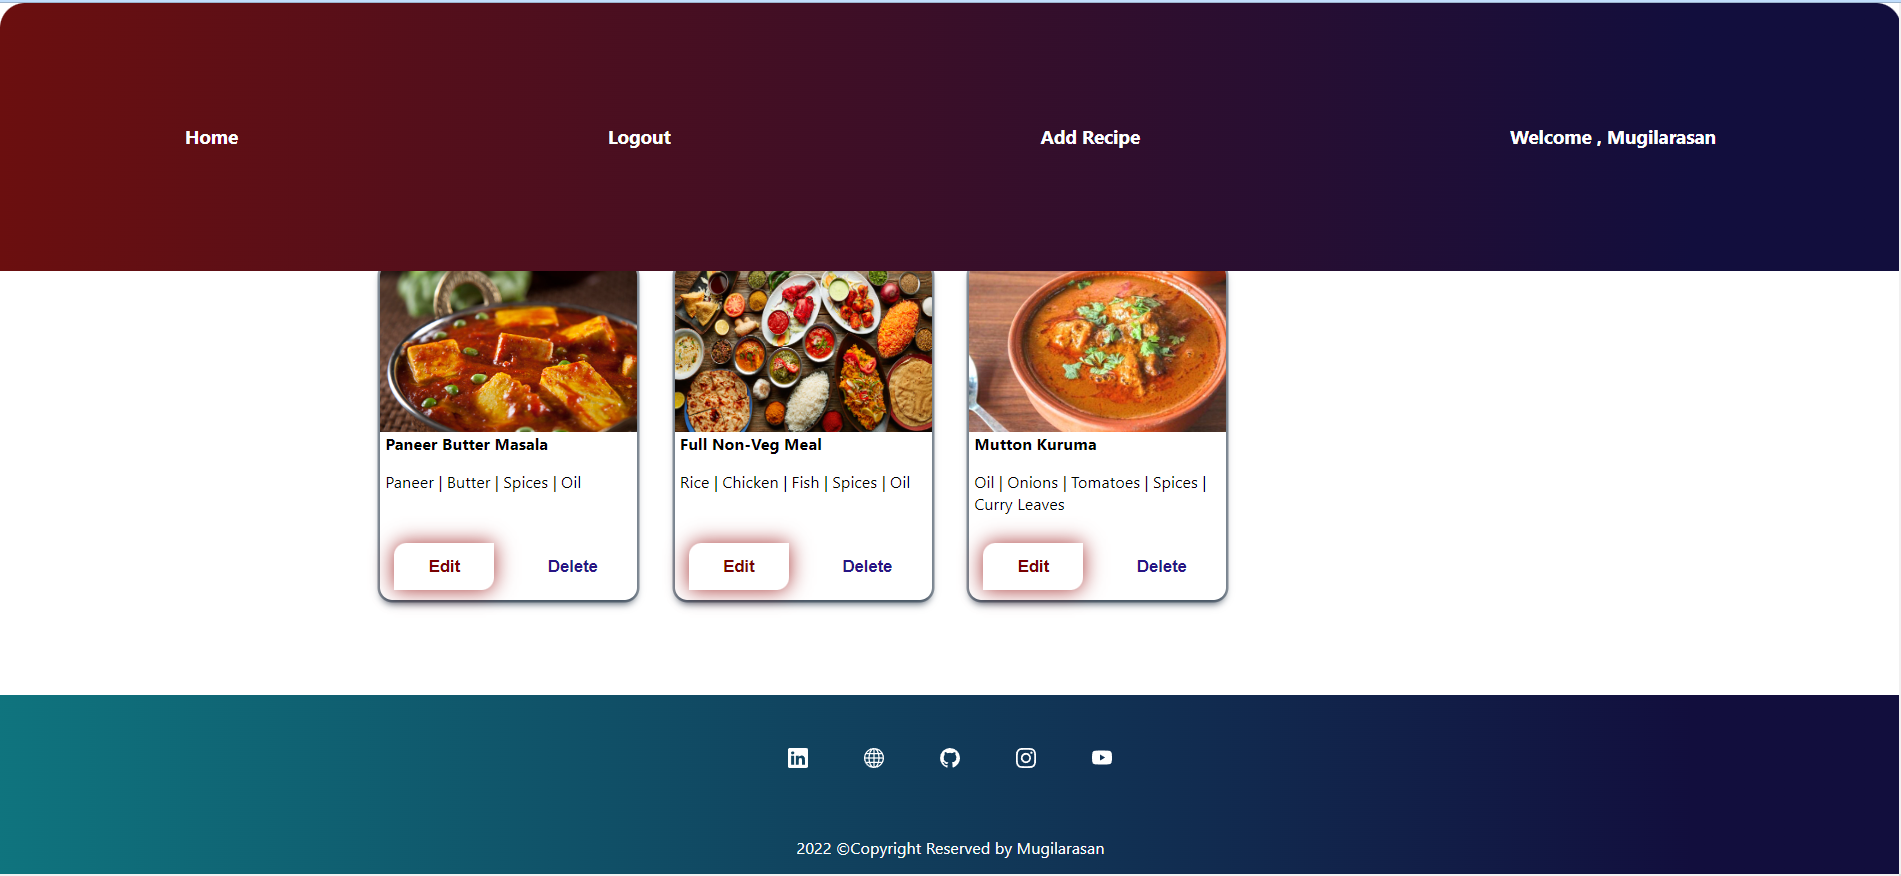 Home Logout Add Recipe Welcome , Mugilarasan
Paneer Butter Masala
Paneer | Butter | Spices | Oil
Edit Delete
Full Non-Veg Meal
Rice | Chicken | Fish | Spices | Oil
Edit Delete
Mutton Kuruma
Oil | Onions | Tomatoes | Spices |
Curry Leaves
Edit Delete
2022 ©Copyright Reserved by Mugilarasan